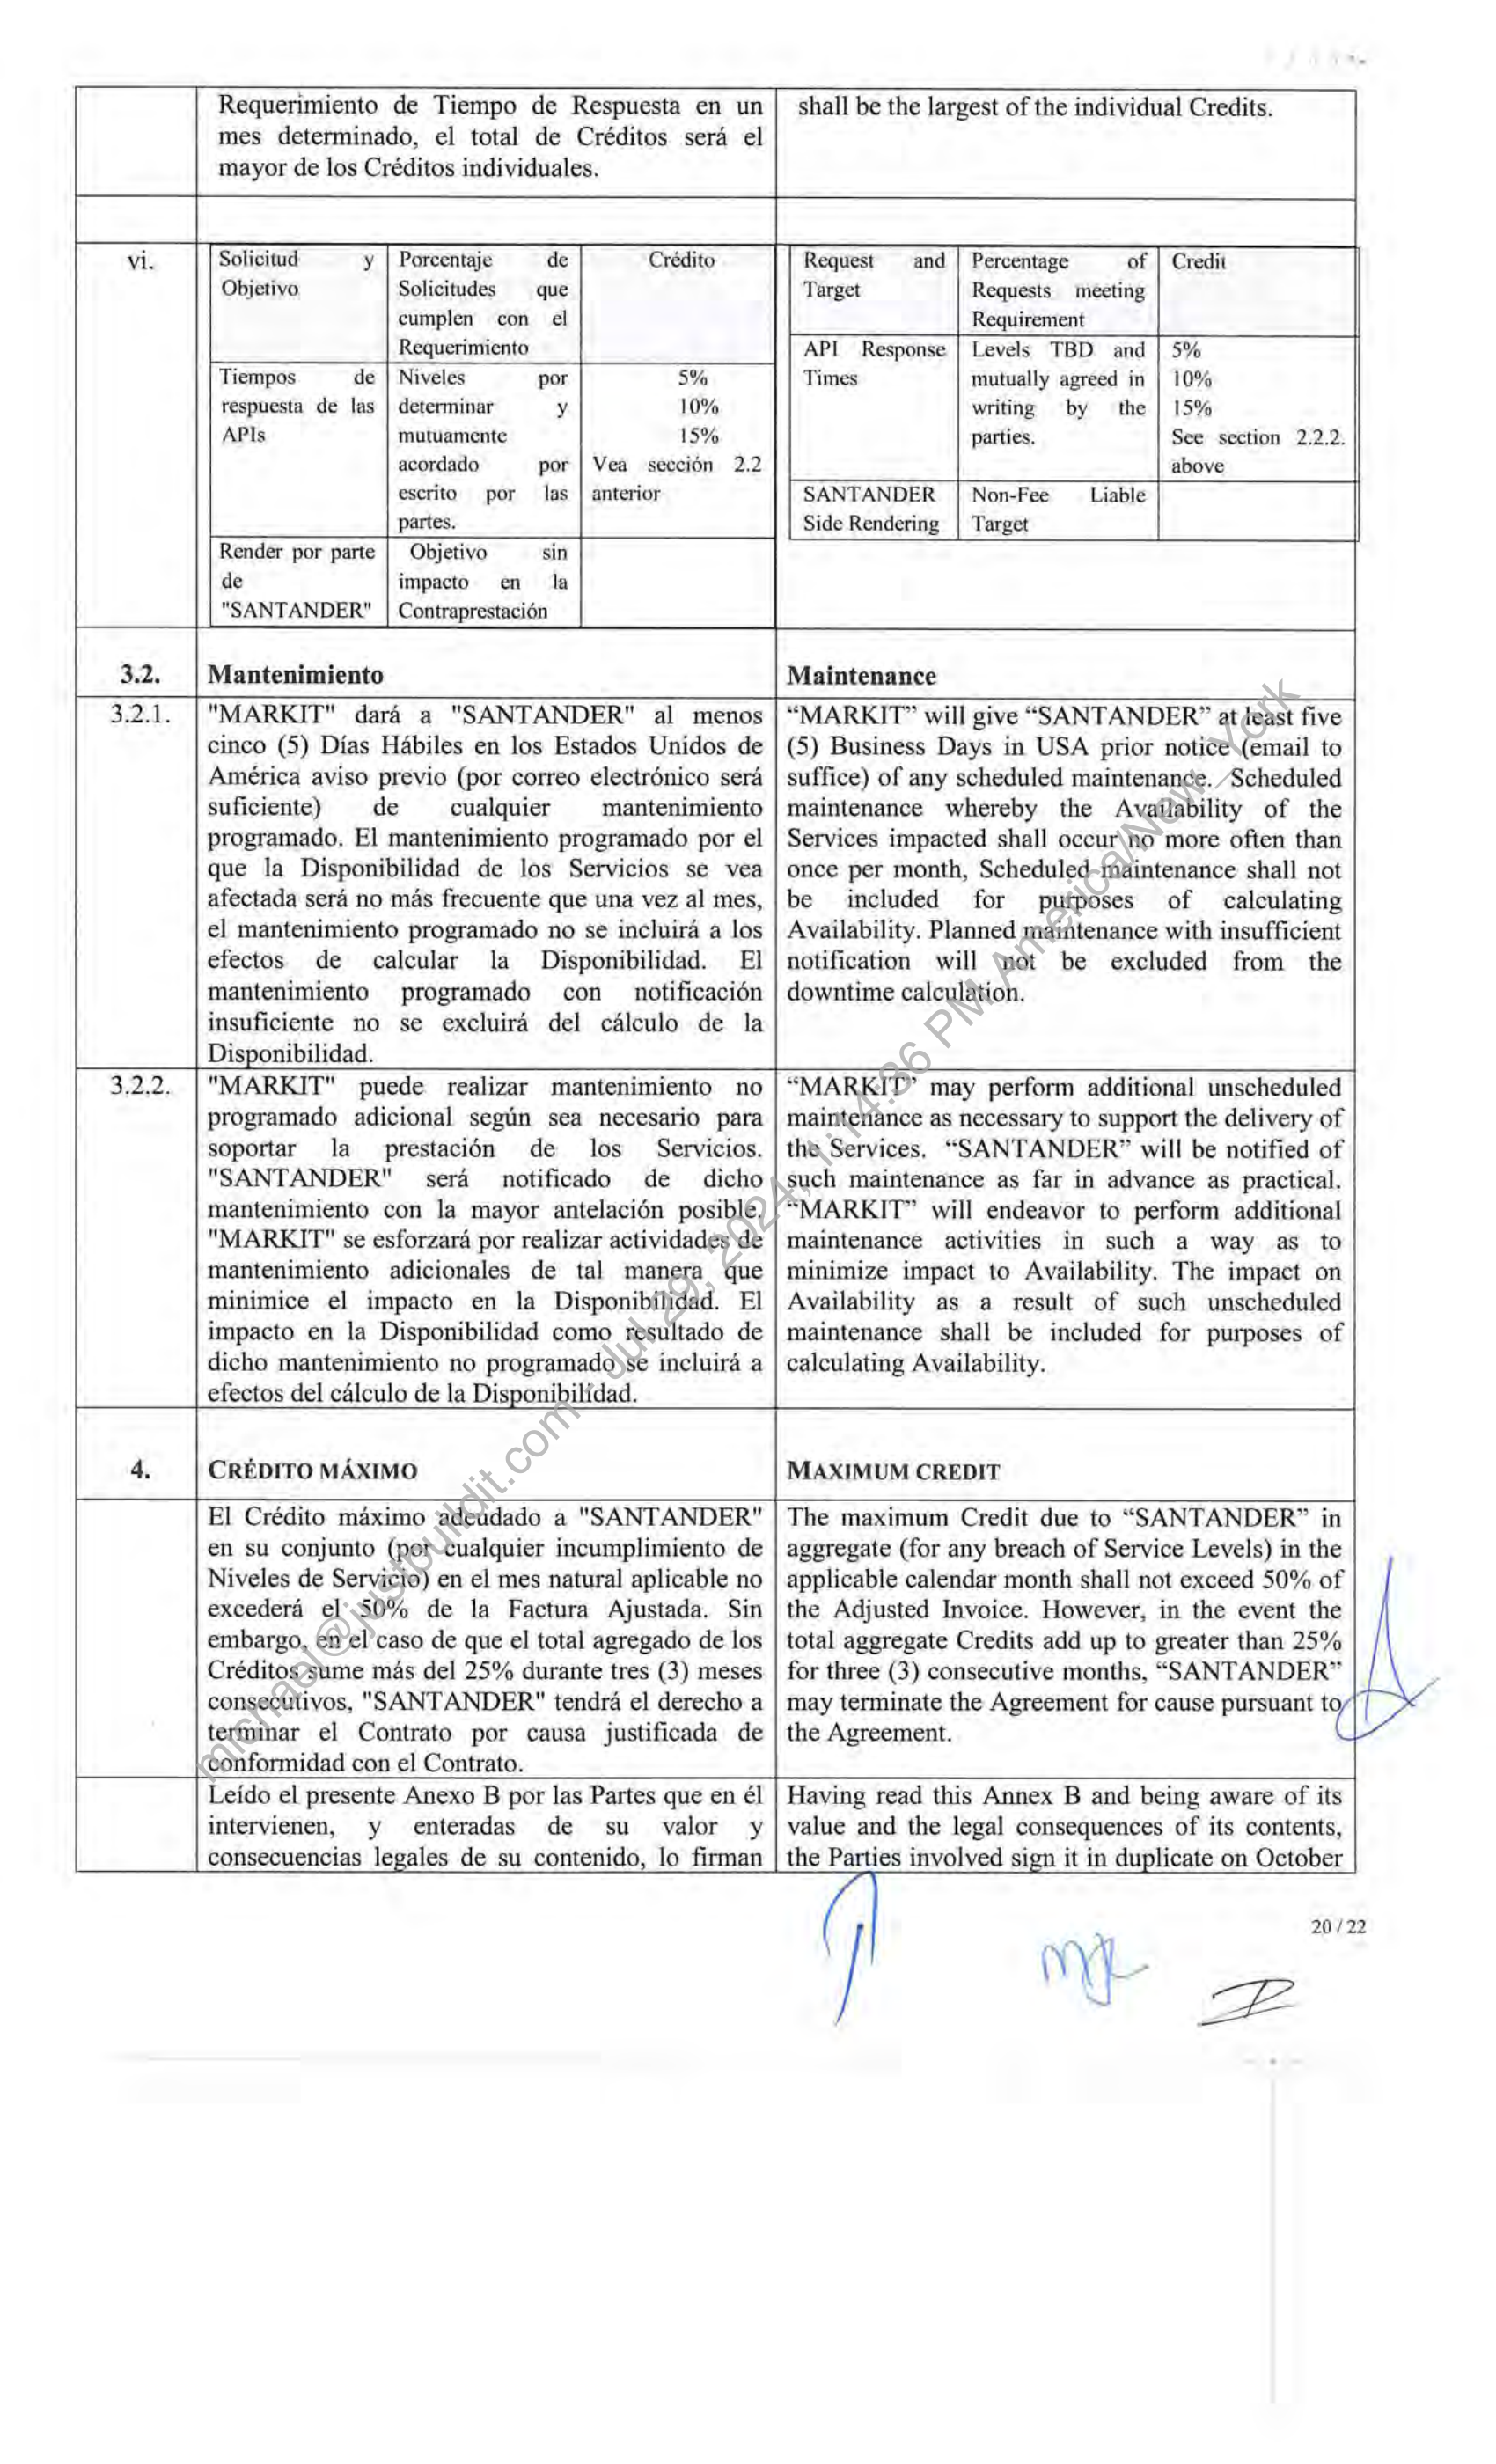 Requerimiento de Tiempo de Respuesta en un
mes determinado, el total de Créditos será el
mayor de los Créditos individuales.
shall be the largest of the individual Credits.
vi.
Solicitud y
Objetivo
Porcentaje de
Solicitudes que
cumplen con el
Requerimiento
Crédito
Tiempos de
respuesta de las
APIs
Niveles por
determinar y
mutuamente
acordado por
escrito por las
partes.
5%
10%
15%
Vea sección 2.2
anterior
Render por parte
de
"SANTANDER"
Objetivo sin
impacto en la
Contraprestación
Request and
Target
Percentage of
Requests meeting
Requirement
Credit
API Response
Times
Levels TBD and
mutually agreed in
writing by the
parties.
5%
10%
15%
See section 2.2.2.
above
SANTANDER
Side Rendering
Non-Fee Liable
Target
3.2.
Mantenimiento
Maintenance
3.2.1.
"MARKIT" dará a "SANTANDER" al menos
cinco (5) Días Hábiles en los Estados Unidos de
América aviso previo (por correo electrónico será
suficiente) de cualquier mantenimiento
programado. El mantenimiento programado por el
que la Disponibilidad de los Servicios se vea
afectada será no más frecuente que una vez al mes,
el mantenimiento programado no se incluirá a los
efectos de calcular la Disponibilidad. El
mantenimiento programado con notificación
insuficiente no se excluirá del cálculo de la
Disponibilidad.
“MARKIT” will give “SANTANDER” at least five
(5) Business Days in USA prior notice (email to
suffice) of any scheduled maintenance. Scheduled
maintenance whereby the Availability of the
Services impacted shall occur no more often than
once per month, Scheduled maintenance shall not
be included for purposes of calculating
Availability. Planned maintenance with insufficient
notification will not be excluded from the
downtime calculation.
3.2.2.
"MARKIT" puede realizar mantenimiento no
programado adicional según sea necesario para
soportar la prestación de los Servicios.
"SANTANDER" será notificado de dicho
mantenimiento con la mayor antelación posible.
"MARKIT" se esforzará por realizar actividades de
mantenimiento adicionales de tal manera que
minimice el impacto en la Disponibilidad. El
impacto en la Disponibilidad como resultado de
dicho mantenimiento no programado se incluirá a
efectos del cálculo de la Disponibilidad.
“MARKIT” may perform additional unscheduled
maintenance as necessary to support the delivery of
the Services. “SANTANDER” will be notified of
such maintenance as far in advance as practical.
“MARKIT” will endeavor to perform additional
maintenance activities in such a way as to
minimize impact to Availability. The impact on
Availability as a result of such unscheduled
maintenance shall be included for purposes of
calculating Availability.
4.
CRÉDITO MÁXIMO
MAXIMUM CREDIT
El Crédito máximo adeudado a "SANTANDER"
en su conjunto (por cualquier incumplimiento de
Niveles de Servicio) en el mes natural aplicable no
excederá el 50% de la Factura Ajustada. Sin
embargo, en el caso de que el total agregado de los
Créditos sume más del 25% durante tres (3) meses
consecutivos, "SANTANDER" tendrá el derecho a
terminar el Contrato por causa justificada de
conformidad con el Contrato.
The maximum Credit due to “SANTANDER” in
aggregate (for any breach of Service Levels) in the
applicable calendar month shall not exceed 50% of
the Adjusted Invoice. However, in the event the
total aggregate Credits add up to greater than 25%
for three (3) consecutive months, “SANTANDER”
may terminate the Agreement for cause pursuant to
the Agreement.
Leído el presente Anexo B por las Partes que en él
intervienen, y enteradas de su valor y
consecuencias legales de su contenido, lo firman
Having read this Annex B and being aware of its
value and the legal consequences of its contents,
the Parties involved sign it in duplicate on October
20 / 22
michael@justbuildit.com - Jul 29, 2024, 1:14:36 PM America/New_York